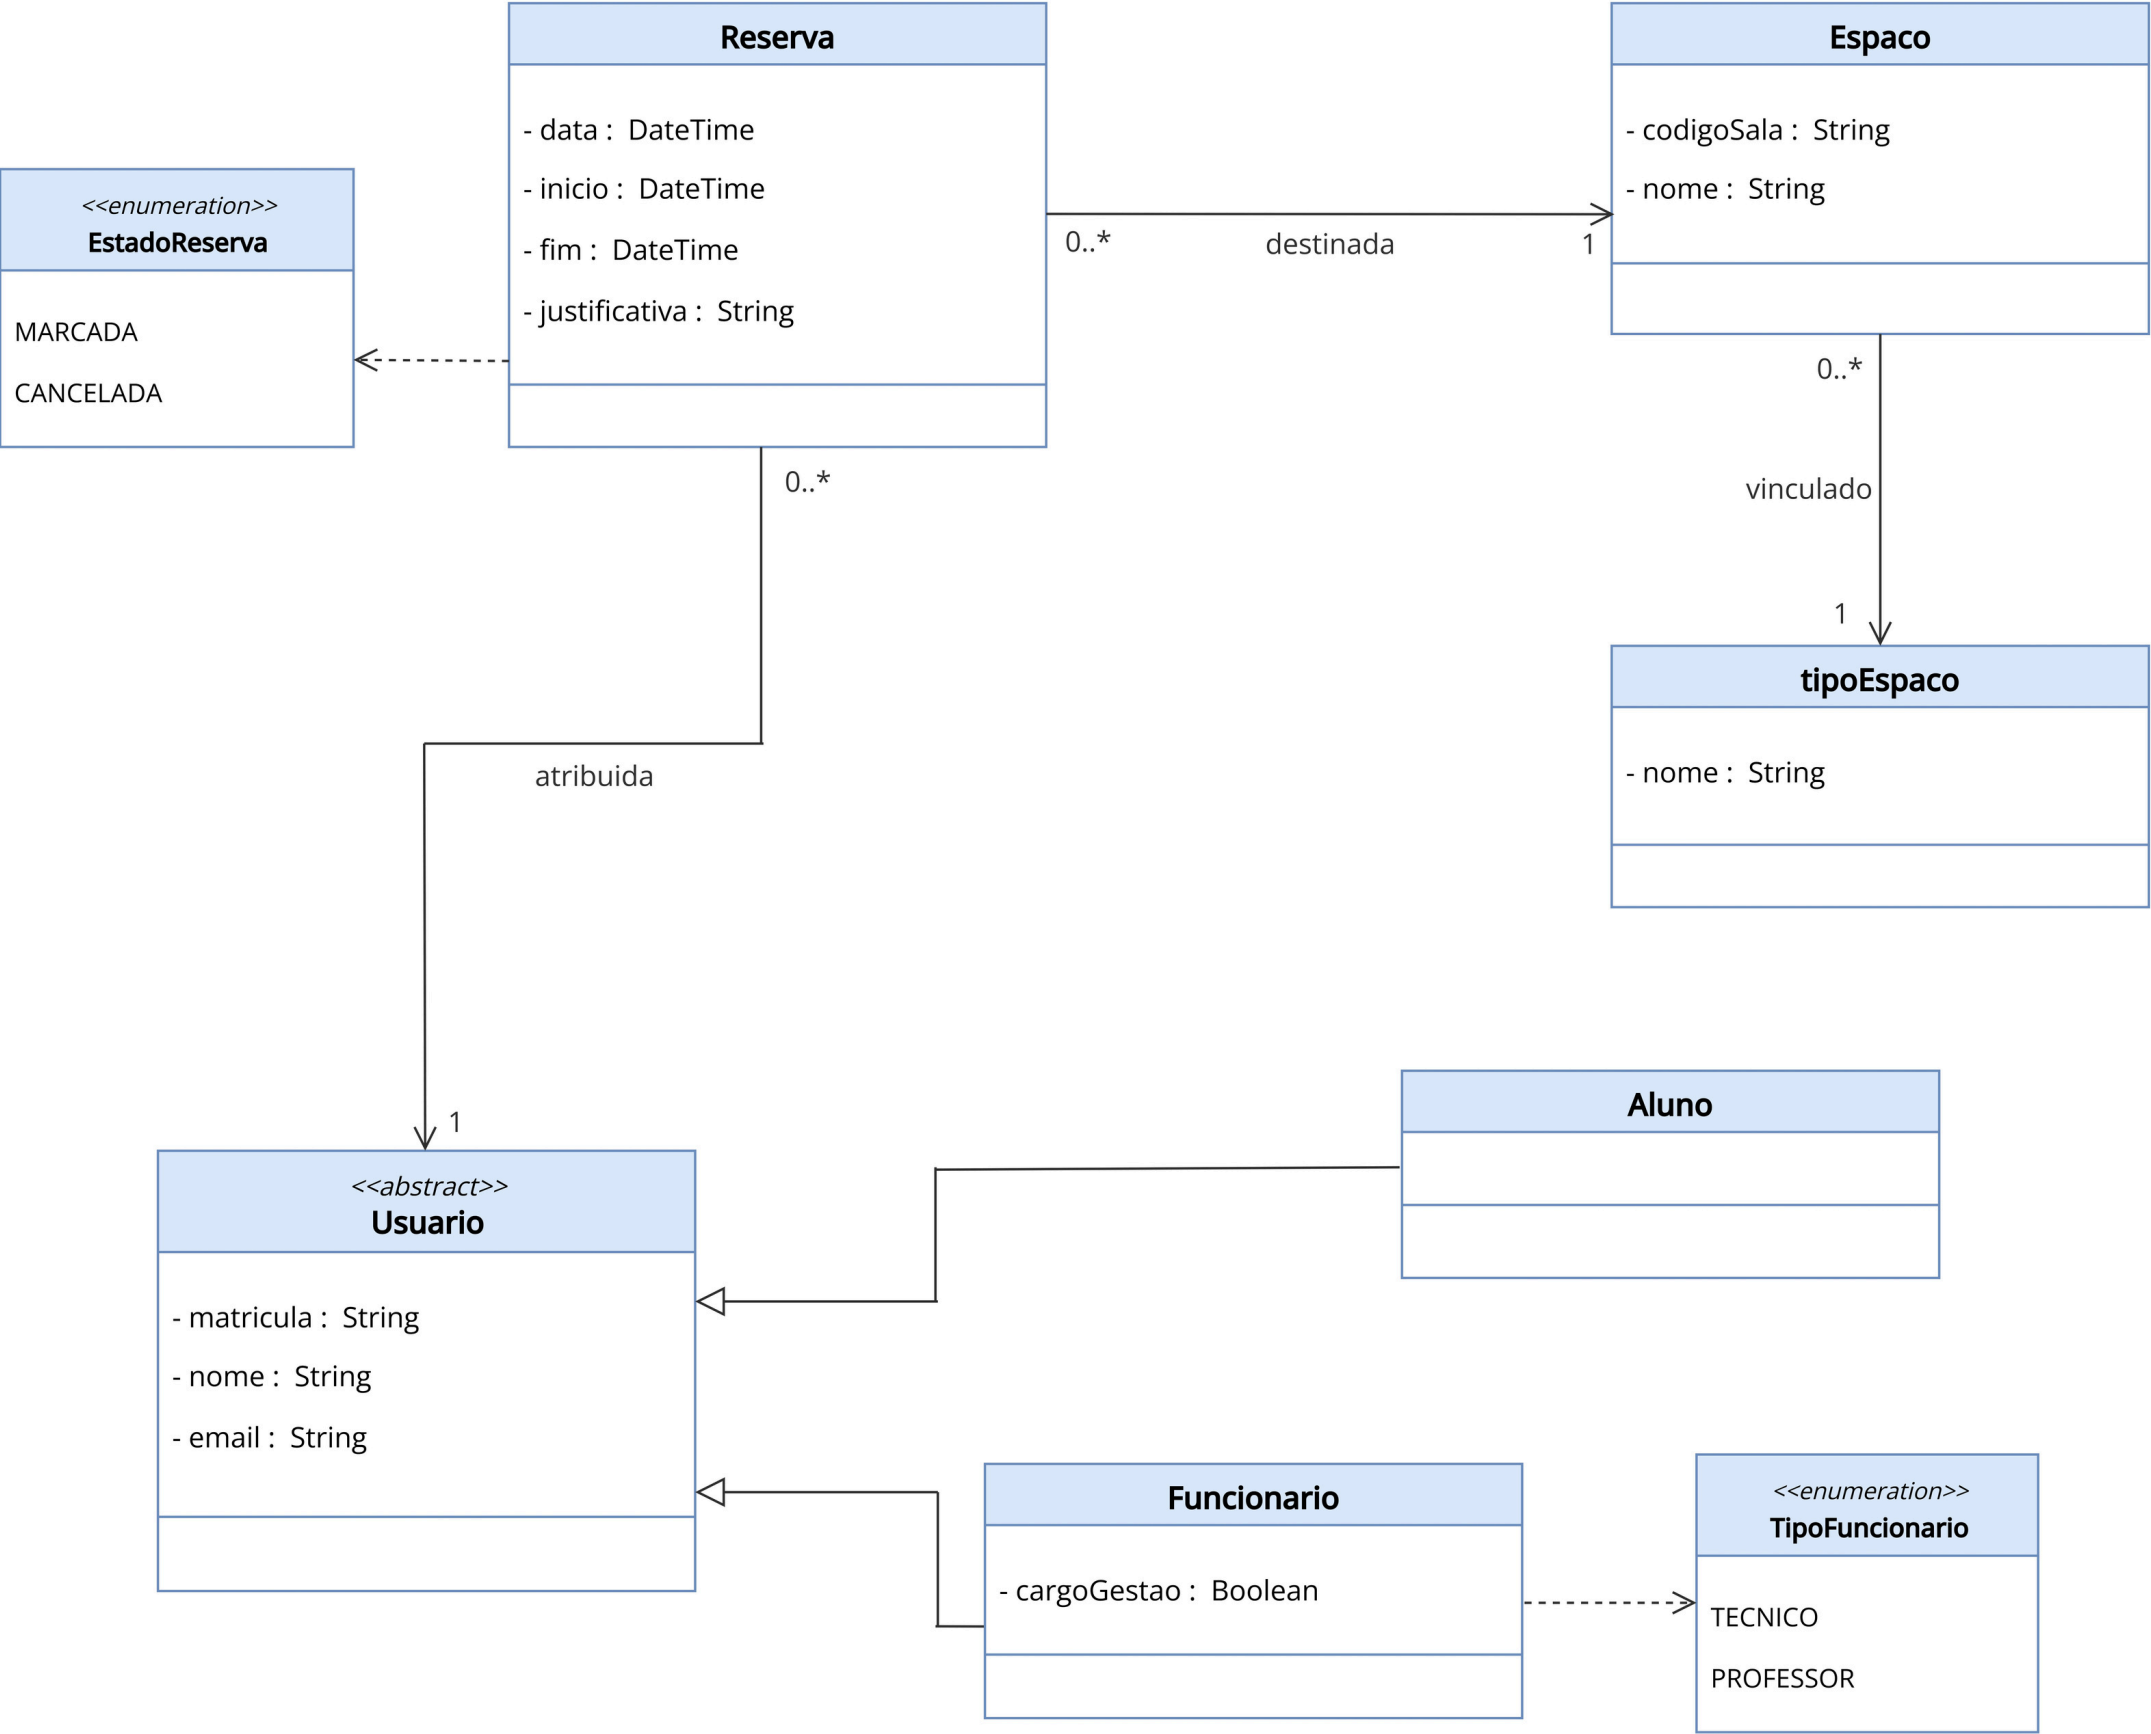 Reserva
- data :  DateTime
- inicio :  DateTime
- fim :  DateTime
- justificativa :  String
Espaco
- codigoSala :  String
- nome :  String
<<enumeration>>
EstadoReserva
MARCADA
CANCELADA
0..*
destinada
1
0..*
vinculado
1
0..*
atribuida
1
tipoEspaco
- nome :  String
<<abstract>>
Usuario
- matricula :  String
- nome :  String
- email :  String
Aluno
Funcionario
- cargoGestao :  Boolean
<<enumeration>>
TipoFuncionario
TECNICO
PROFESSOR